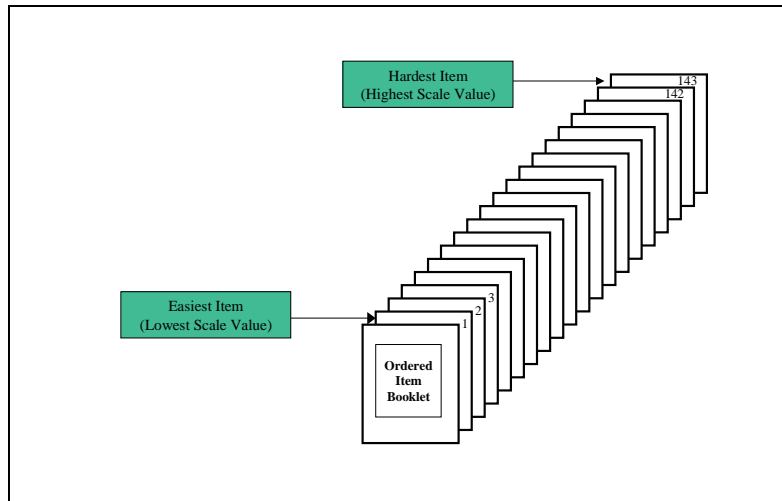 Hardest Item
(Highest Scale Value)
143
142
Easiest Item
(Lowest Scale Value)
3
2
1
Ordered
Item
Booklet